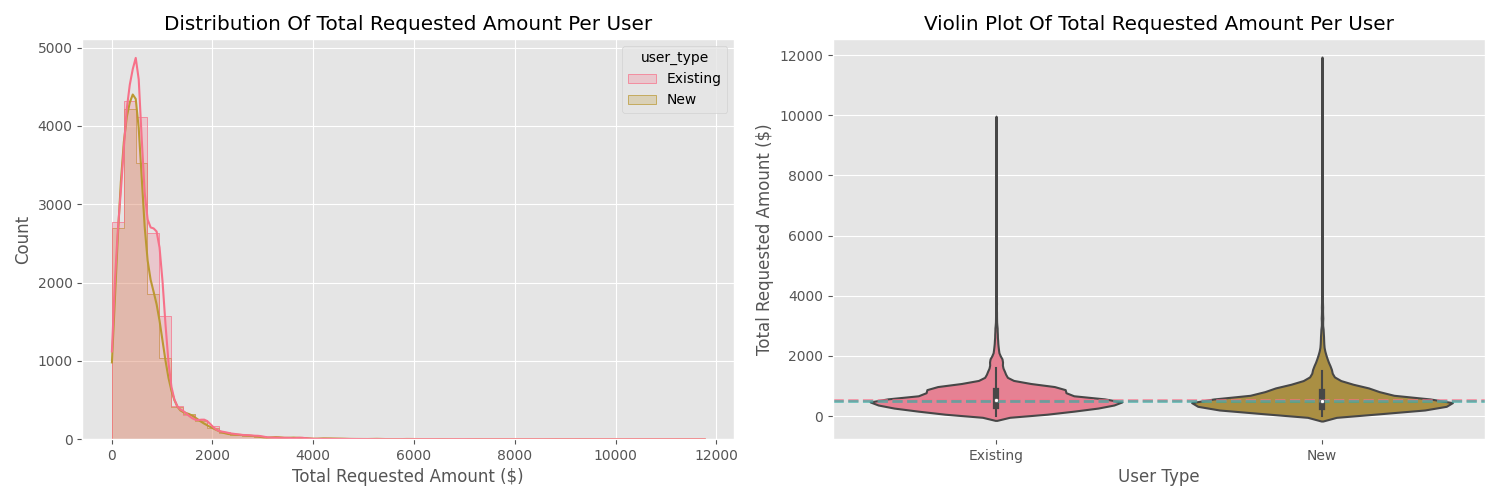 Distribution Of Total Requested Amount Per User
5000
4000
3000
2000
1000
0
Count
0 2000 4000 6000 8000 10000 12000
Total Requested Amount ($)
user_type
Existing
New
Violin Plot Of Total Requested Amount Per User
12000
10000
8000
6000
4000
2000
0
Total Requested Amount ($)
Existing New
User Type